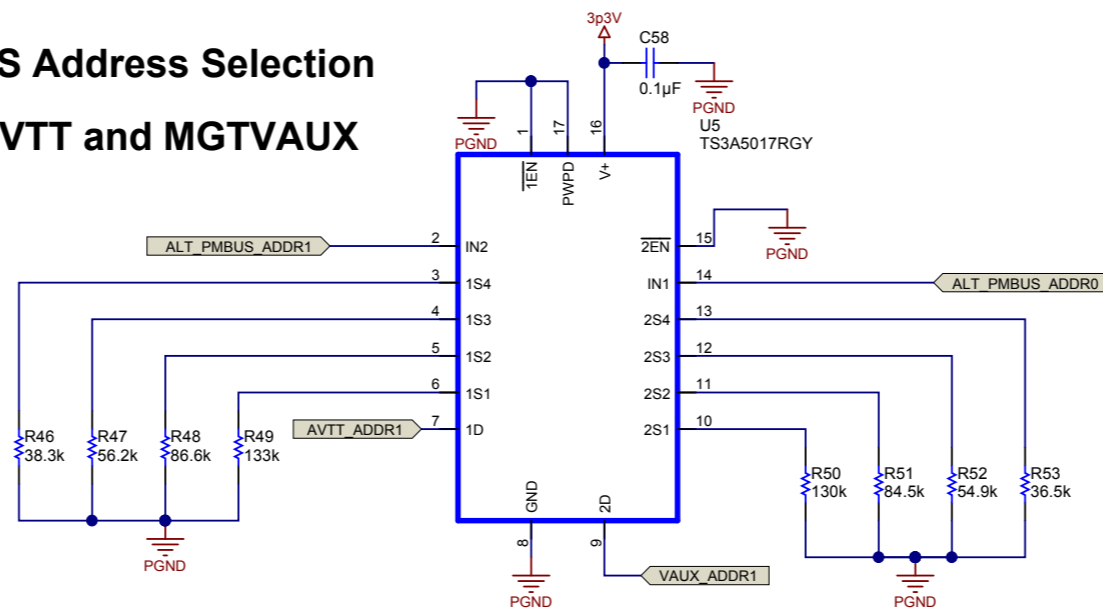 S Address Selection
VTT and MGTVAUX
3p3V
C58
0.1µF
PGND
U5
TS3A5017RGY
PGND
1
17
16
1EN
PWPD
V+
ALT_PMBUS_ADDR1
2
IN2
2EN
15
PGND
3
1S4
IN1
14
ALT_PMBUS_ADDR0
4
1S3
2S4
13
5
1S2
2S3
12
6
1S1
2S2
11
AVTT_ADDR1
7
1D
2S1
10
R46
38.3k
R47
56.2k
R48
86.6k
R49
133k
R50
130k
R51
84.5k
R52
54.9k
R53
36.5k
GND
2D
8
9
PGND
VAUX_ADDR1
PGND
PGND